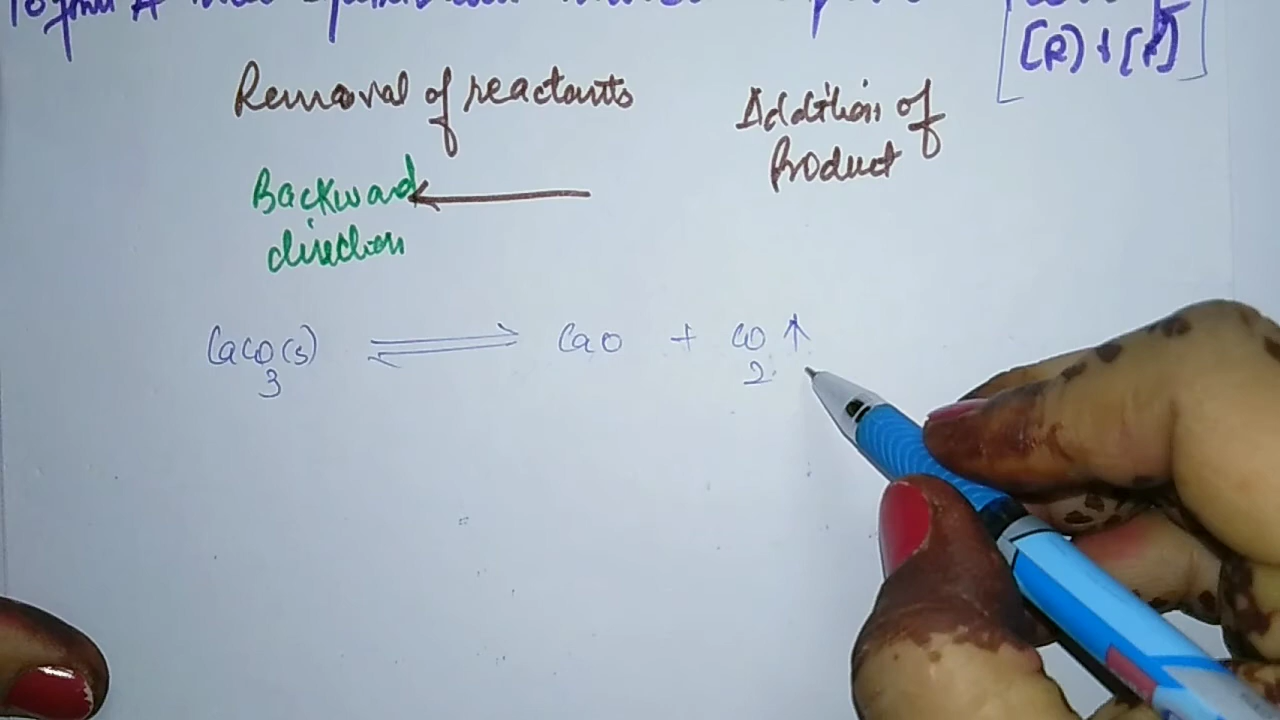 [R) + [P]
Removal of reactants
Addition of
Product
Backward
direction
CaCO3(s) ⇌ CaO + CO2 ↑